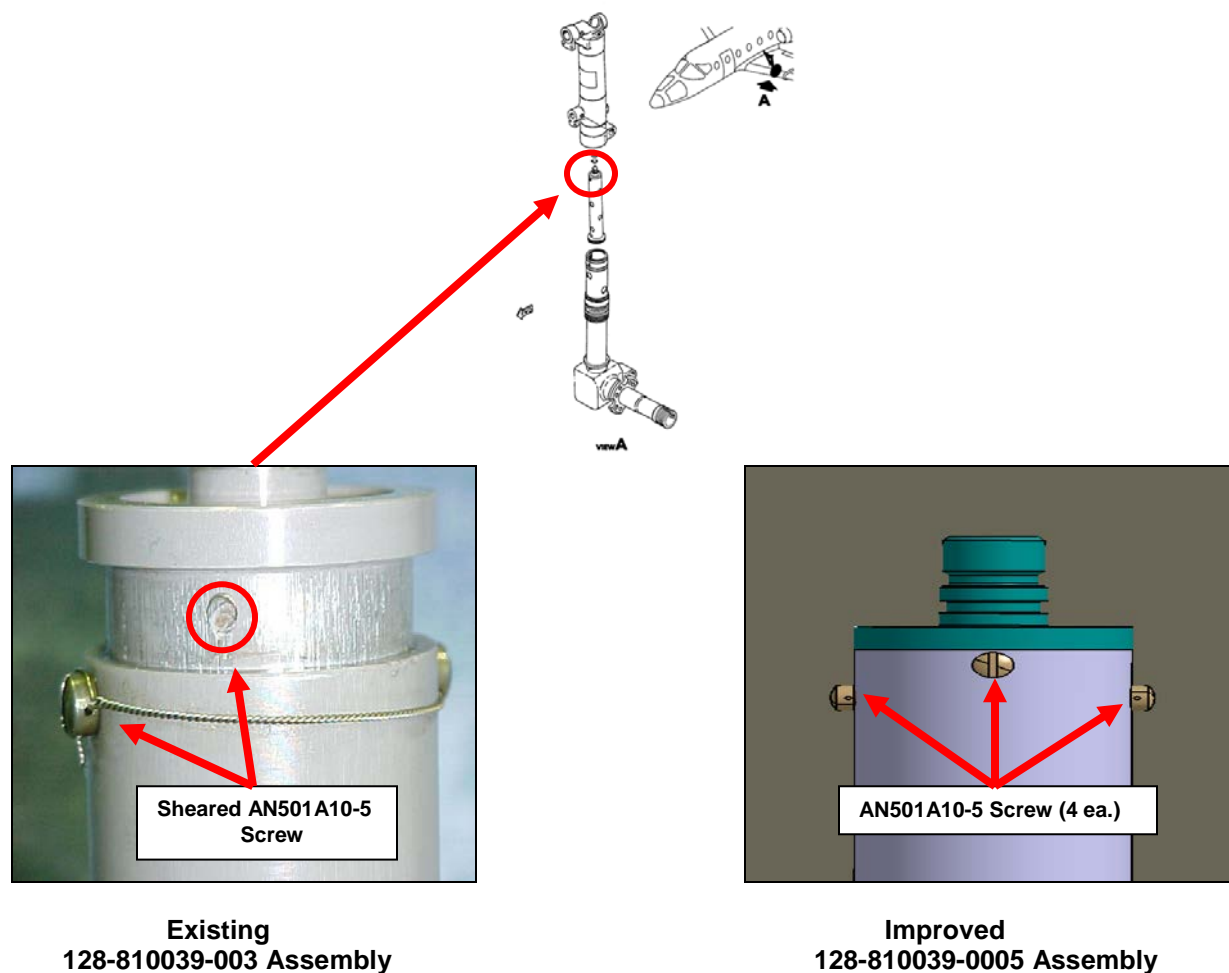 A
VIEW A
Sheared AN501A10-5
Screw
AN501A10-5 Screw (4 ea.)
Existing
128-810039-003 Assembly
Improved
128-810039-0005 Assembly